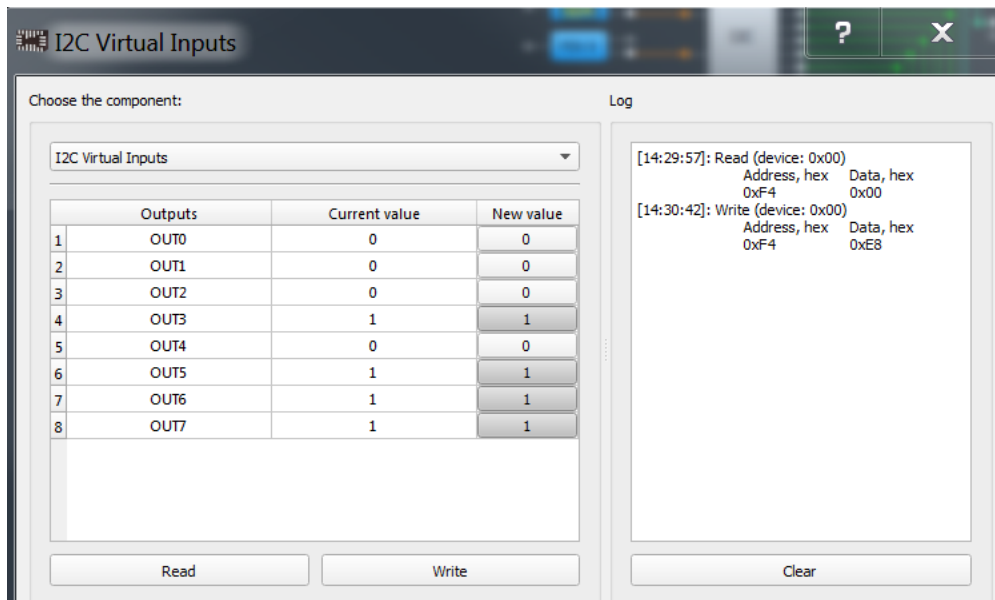 I2C Virtual Inputs
? X
Choose the component:
Log
I2C Virtual Inputs
Outputs Current value New value
1 OUT0 0 0
2 OUT1 0 0
3 OUT2 0 0
4 OUT3 1 1
5 OUT4 0 0
6 OUT5 1 1
7 OUT6 1 1
8 OUT7 1 1
Read Write
[14:29:57]: Read (device: 0x00)
Address, hex Data, hex
0xF4 0x00
[14:30:42]: Write (device: 0x00)
Address, hex Data, hex
0xF4 0xE8
Clear